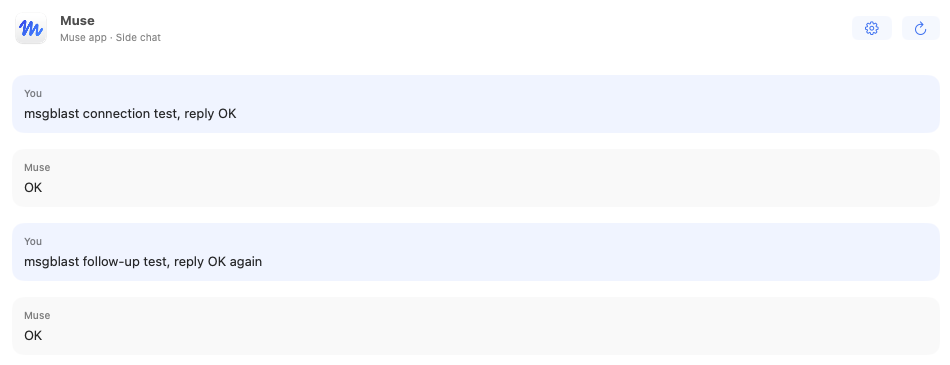 Muse
Muse app · Side chat
You
msgblast connection test, reply OK
Muse
OK
You
msgblast follow-up test, reply OK again
Muse
OK